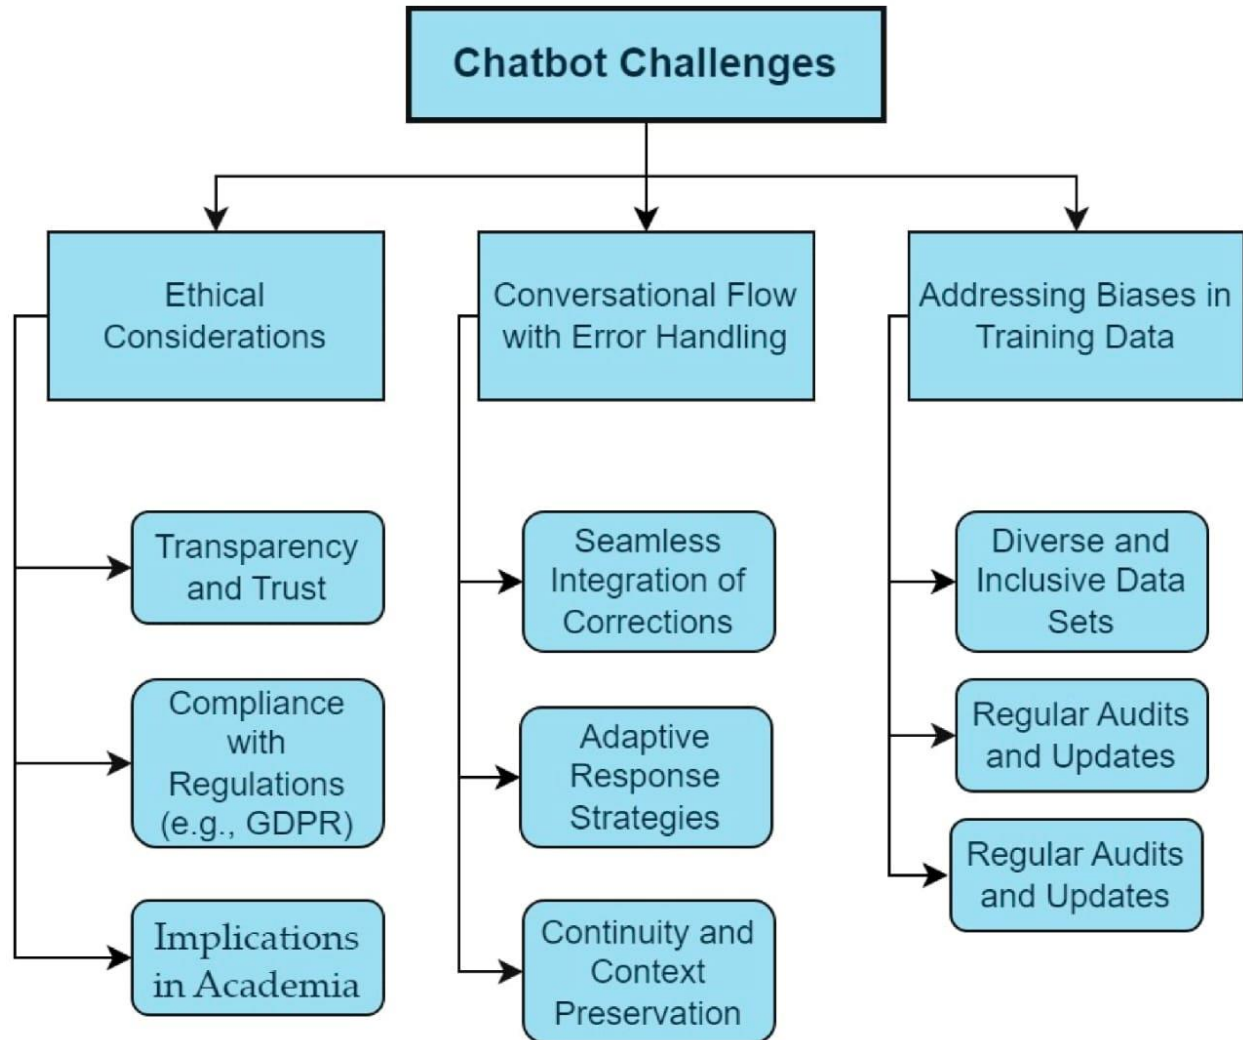 Chatbot Challenges
Ethical
Considerations
Conversational Flow
with Error Handling
Addressing Biases in
Training Data
Transparency
and Trust
Compliance
with
Regulations
(e.g., GDPR)
Implications
in Academia
Seamless
Integration of
Corrections
Adaptive
Response
Strategies
Continuity and
Context
Preservation
Diverse and
Inclusive Data
Sets
Regular Audits
and Updates
Regular Audits
and Updates